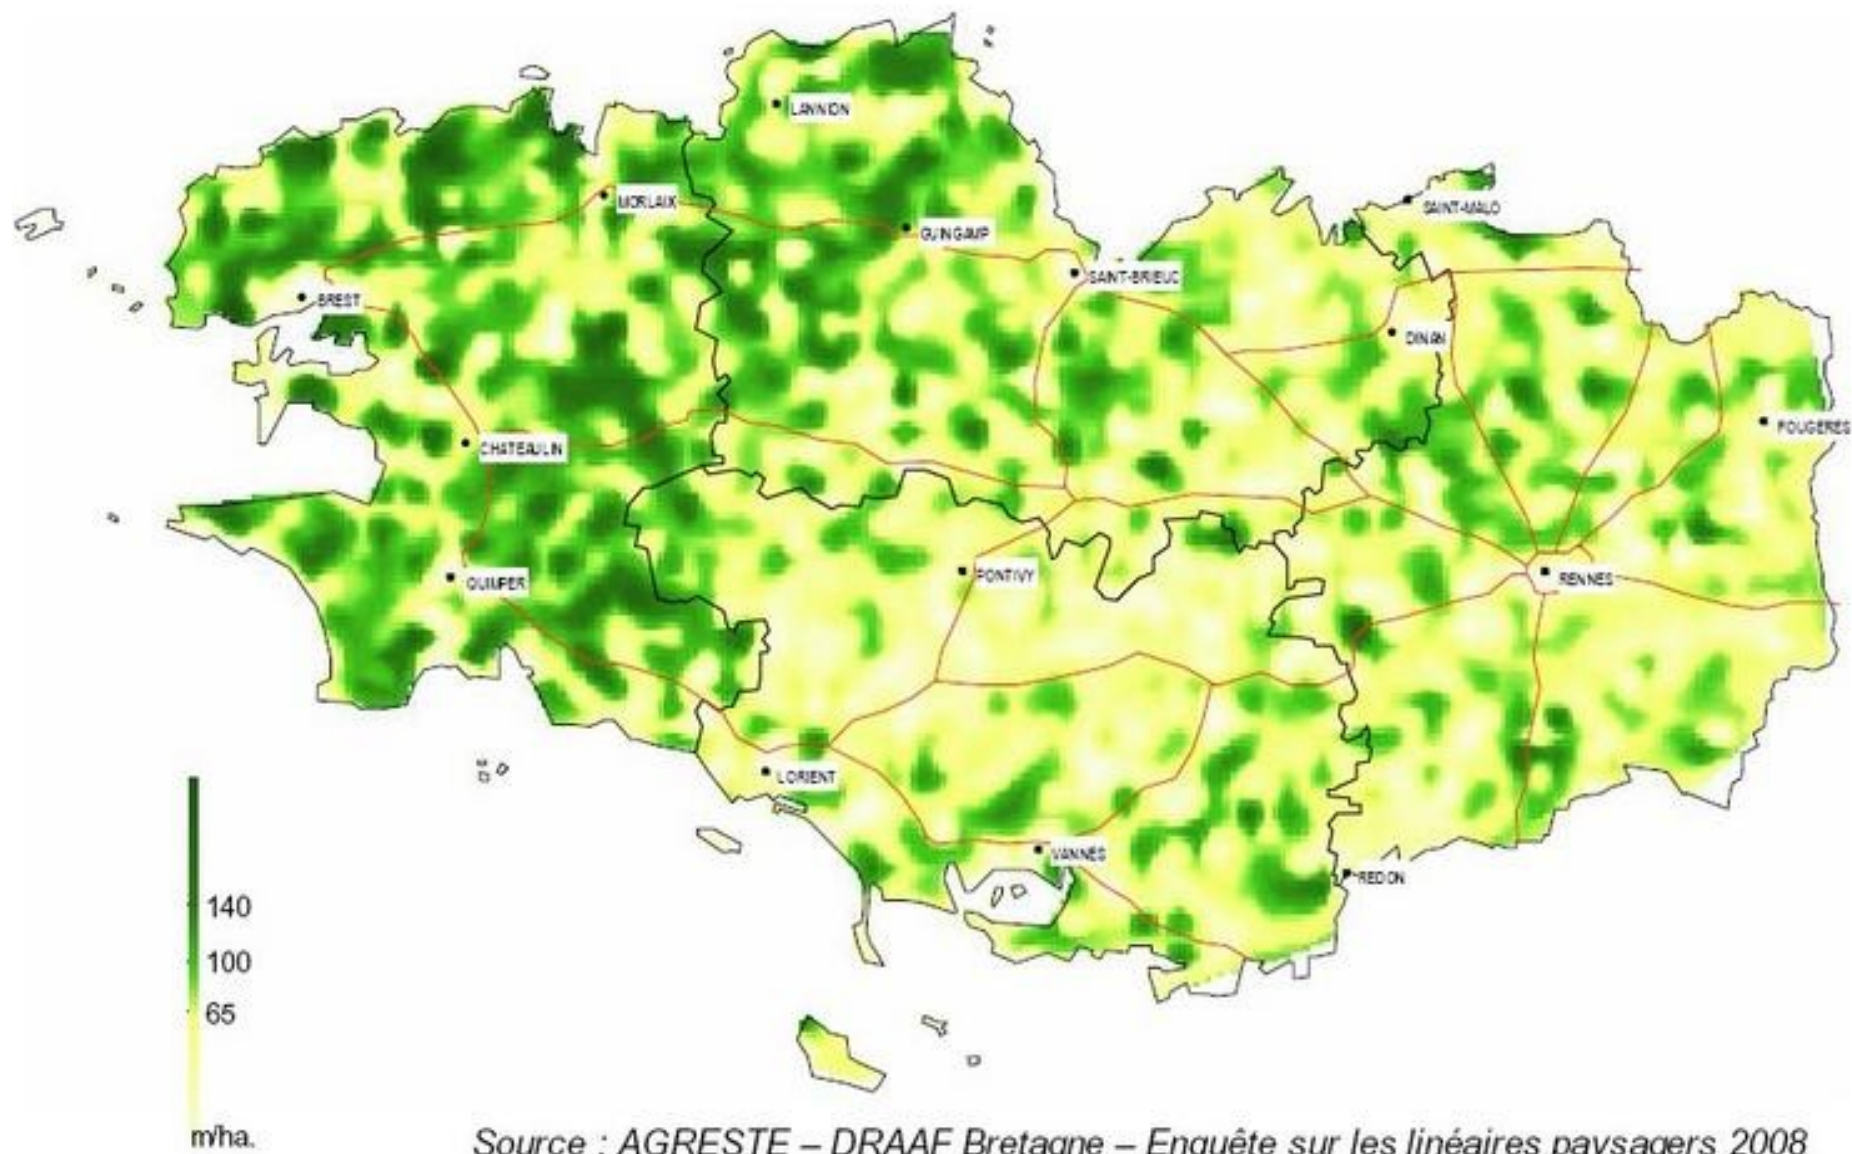 LANNION
MORLAIX
GUINGAMP
SAINT-MALO
SAINT-BRIEUC
BREST
DINAN
FOUGERES
CHATEAULIN
QUIMPER
PONTIVY
RENNES
LORIENT
VANNES
REDON
140
100
65
m/ha.
Source : AGRESTE – DRAAF Bretagne – Enquête sur les linéaires paysagers 2008